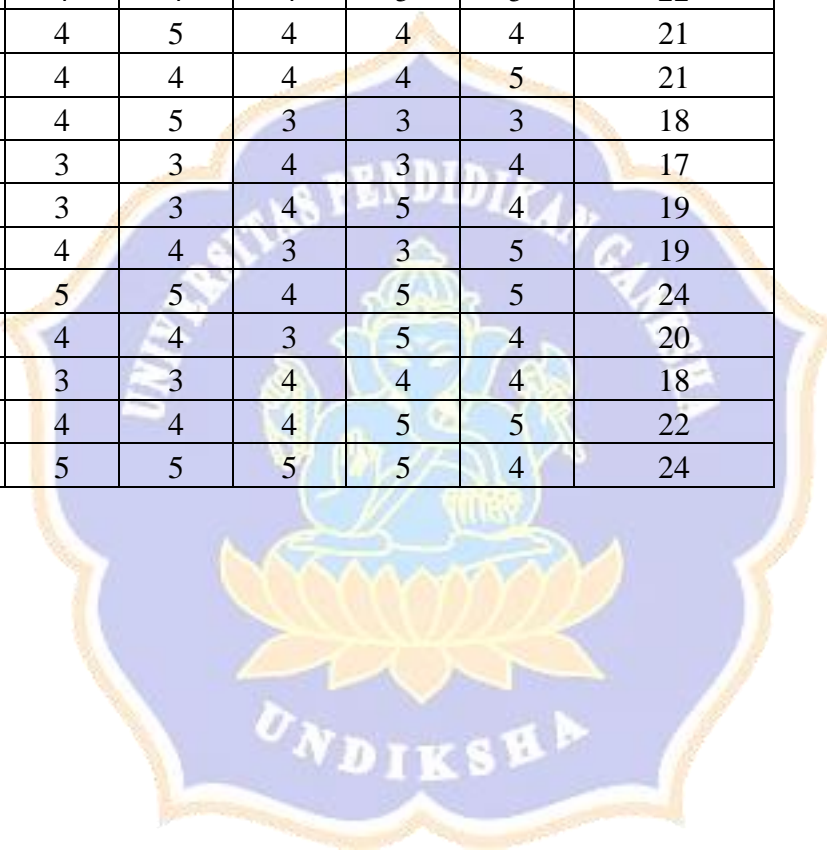 4 5 4 4 4 21
4 4 4 4 5 21
4 5 3 3 3 18
3 3 4 3 4 17
3 3 4 5 4 19
4 4 3 3 5 19
5 5 4 5 5 24
4 4 3 5 4 20
3 3 4 4 4 18
4 4 4 5 5 22
5 5 5 5 4 24
UNIVERSITAS PENDIDIKAN GANESHA
UNDIKSHA